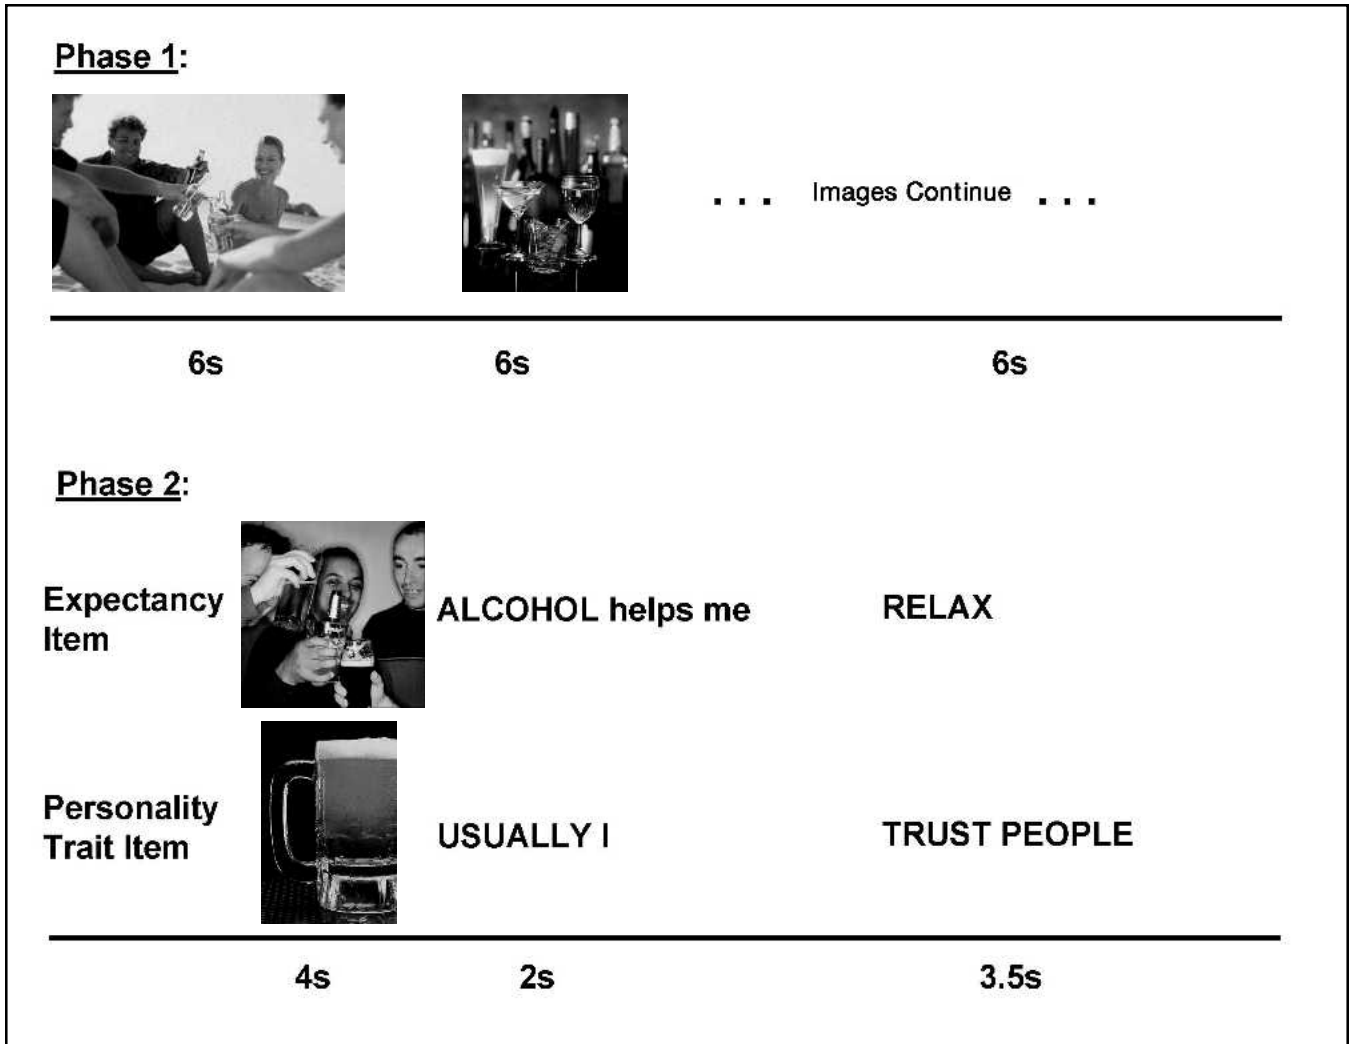 Phase 1:
. . . Images Continue . . .
6s 6s 6s
Phase 2:
Expectancy
Item
ALCOHOL helps me RELAX
Personality
Trait Item
USUALLY I TRUST PEOPLE
4s 2s 3.5s